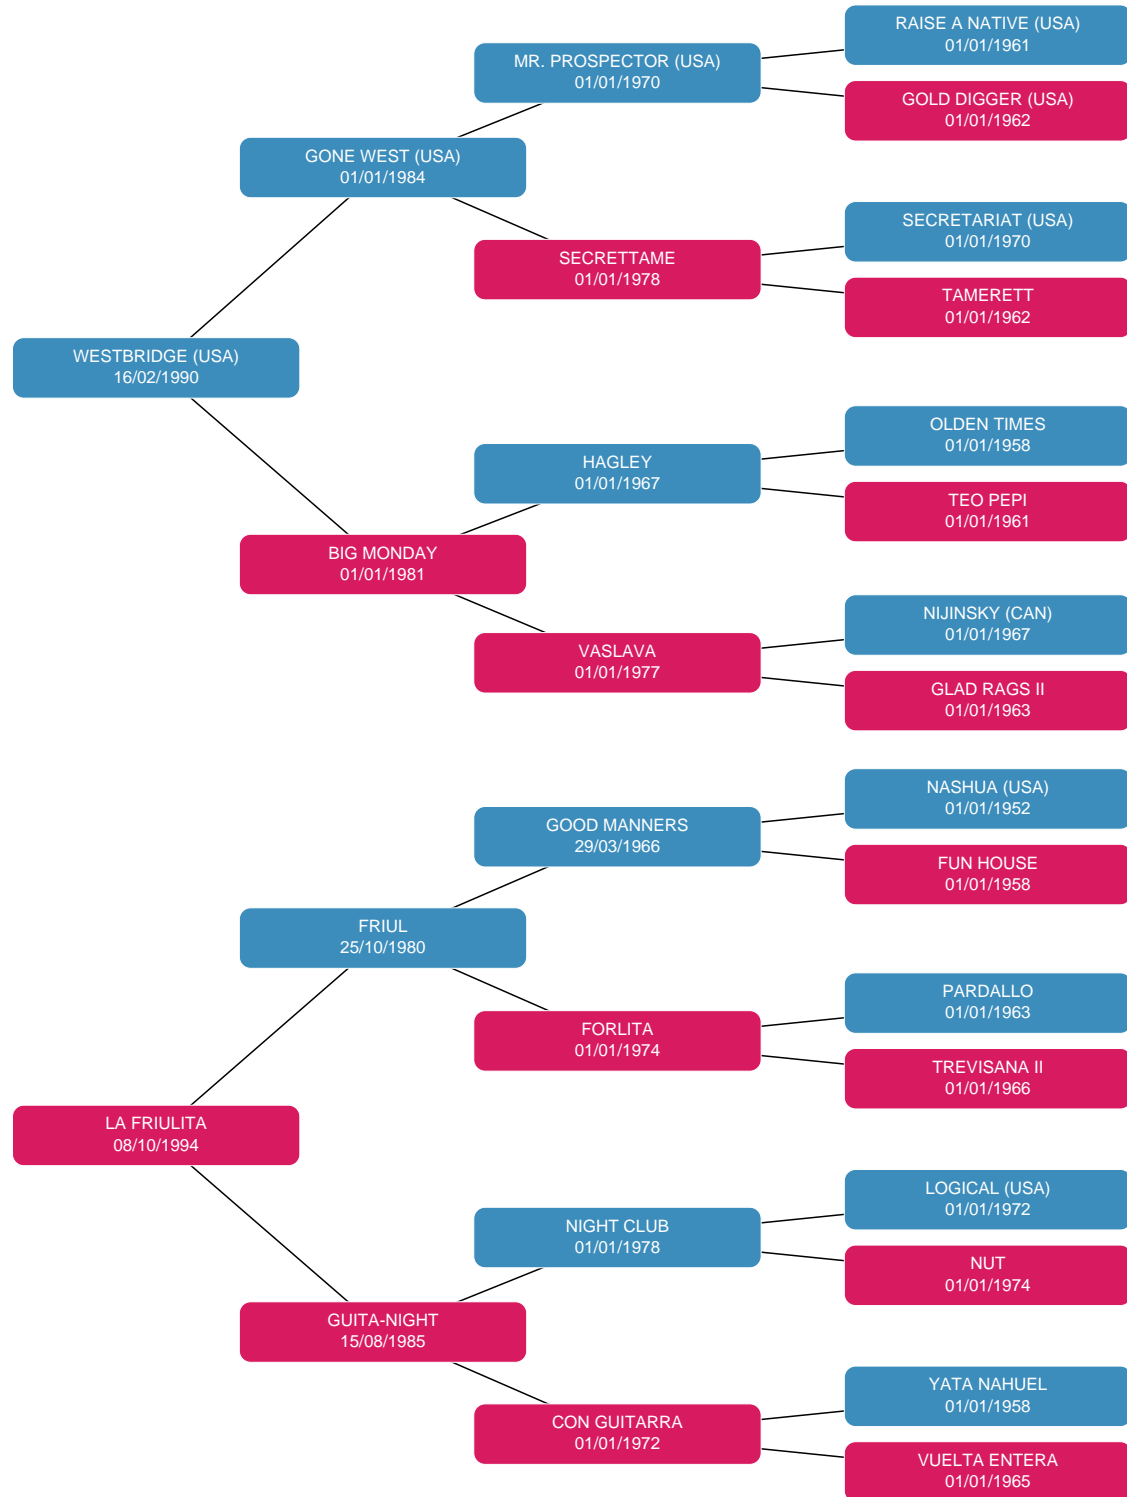 RAISE A NATIVE (USA)
01/01/1961
MR. PROSPECTOR (USA)
01/01/1970
GOLD DIGGER (USA)
01/01/1962
GONE WEST (USA)
01/01/1984
SECRETARIAT (USA)
01/01/1970
SECRETTAME
01/01/1978
TAMERETT
01/01/1962
WESTBRIDGE (USA)
16/02/1990
OLDEN TIMES
01/01/1958
HAGLEY
01/01/1967
TEO PEPI
01/01/1961
BIG MONDAY
01/01/1981
NIJINSKY (CAN)
01/01/1967
VASLAVA
01/01/1977
GLAD RAGS II
01/01/1963
NASHUA (USA)
01/01/1952
GOOD MANNERS
29/03/1966
FUN HOUSE
01/01/1958
FRIUL
25/10/1980
PARDALLO
01/01/1963
FORLITA
01/01/1974
TREVISANA II
01/01/1966
LA FRIULITA
08/10/1994
LOGICAL (USA)
01/01/1972
NIGHT CLUB
01/01/1978
NUT
01/01/1974
GUITA-NIGHT
15/08/1985
YATA NAHUEL
01/01/1958
CON GUITARRA
01/01/1972
VUELTA ENTERA
01/01/1965